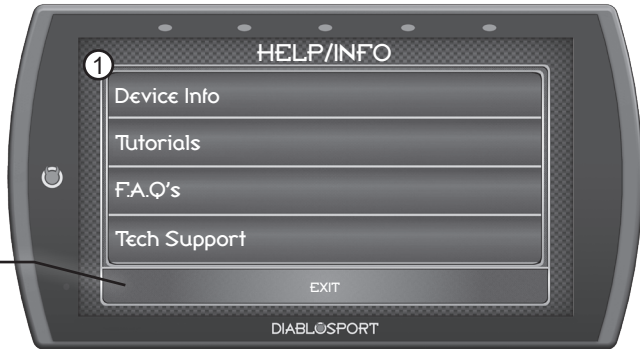 HELP/INFO
1
Device Info
Tutorials
F.A.Q's
Tech Support
EXIT
DIABLOSPORT